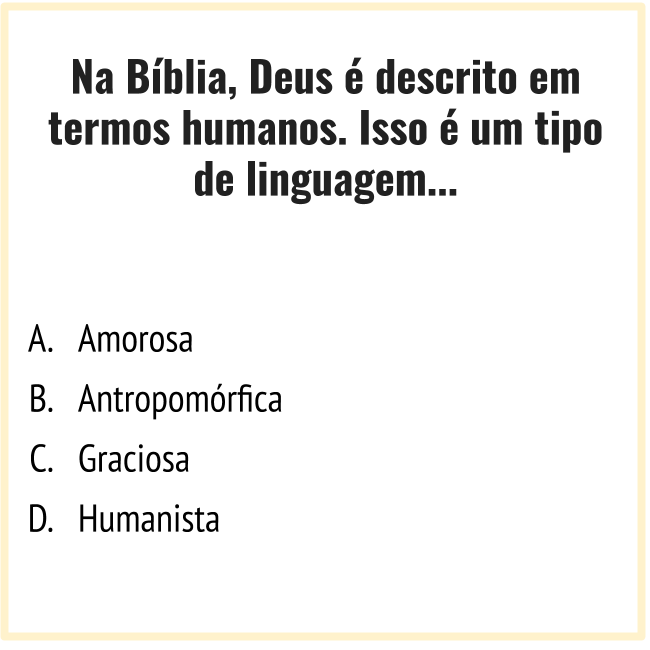 Na Bíblia, Deus é descrito em
termos humanos. Isso é um tipo
de linguagem...
A. Amorosa
B. Antropomórfica
C. Graciosa
D. Humanista